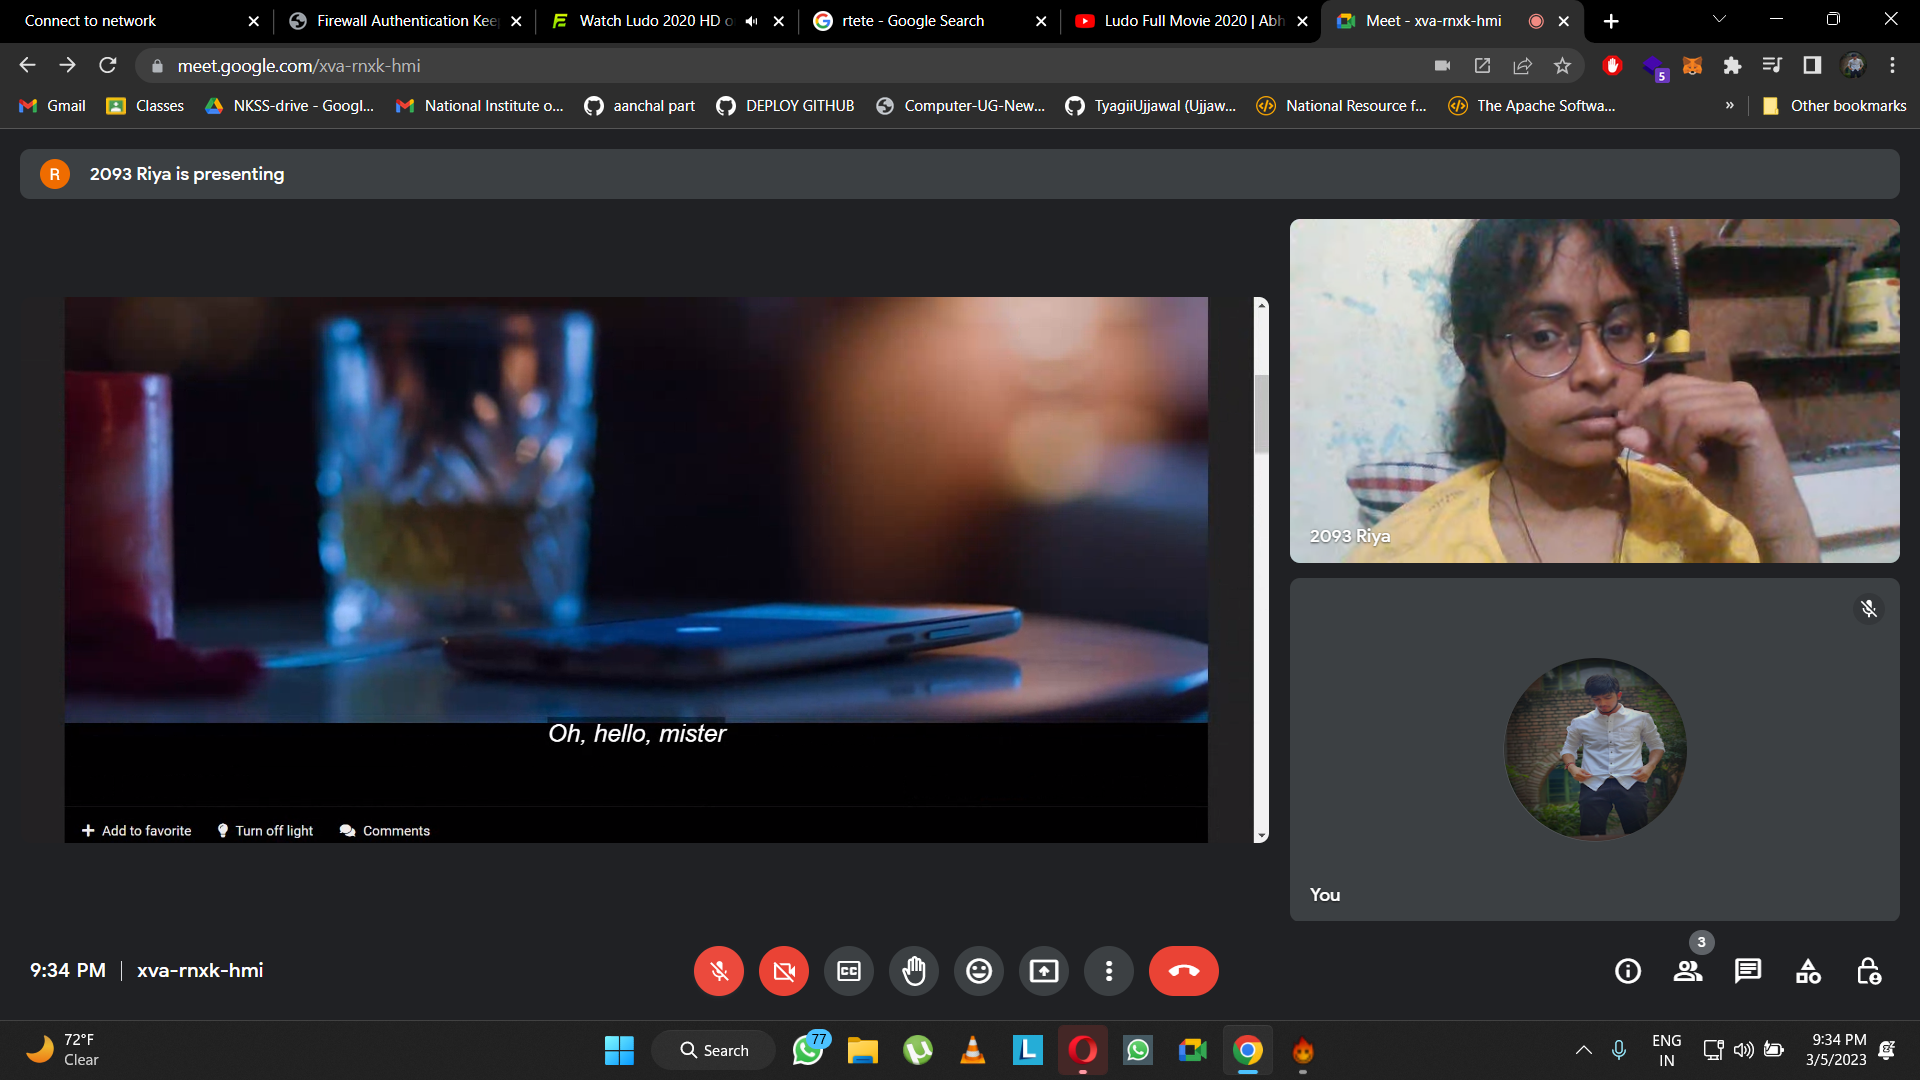 Connect to network
Firewall Authentication Kee
Watch Ludo 2020 HD o
rtete - Google Search
Ludo Full Movie 2020 | Abh
Meet - xva-rnxk-hmi
meet.google.com/xva-rnxk-hmi
5
Gmail
Classes
NKSS-drive - Googl...
National Institute o...
aanchal part
DEPLOY GITHUB
Computer-UG-New...
TyagiiUjjawal (Ujjaw...
National Resource f...
The Apache Softwa...
»
Other bookmarks
R
2093 Riya is presenting
2093 Riya
Oh, hello, mister
Add to favorite
Turn off light
Comments
You
9:34 PM | xva-rnxk-hmi
CC
3
72°F
Clear
Search
77
L
ENG
IN
9:34 PM
3/5/2023